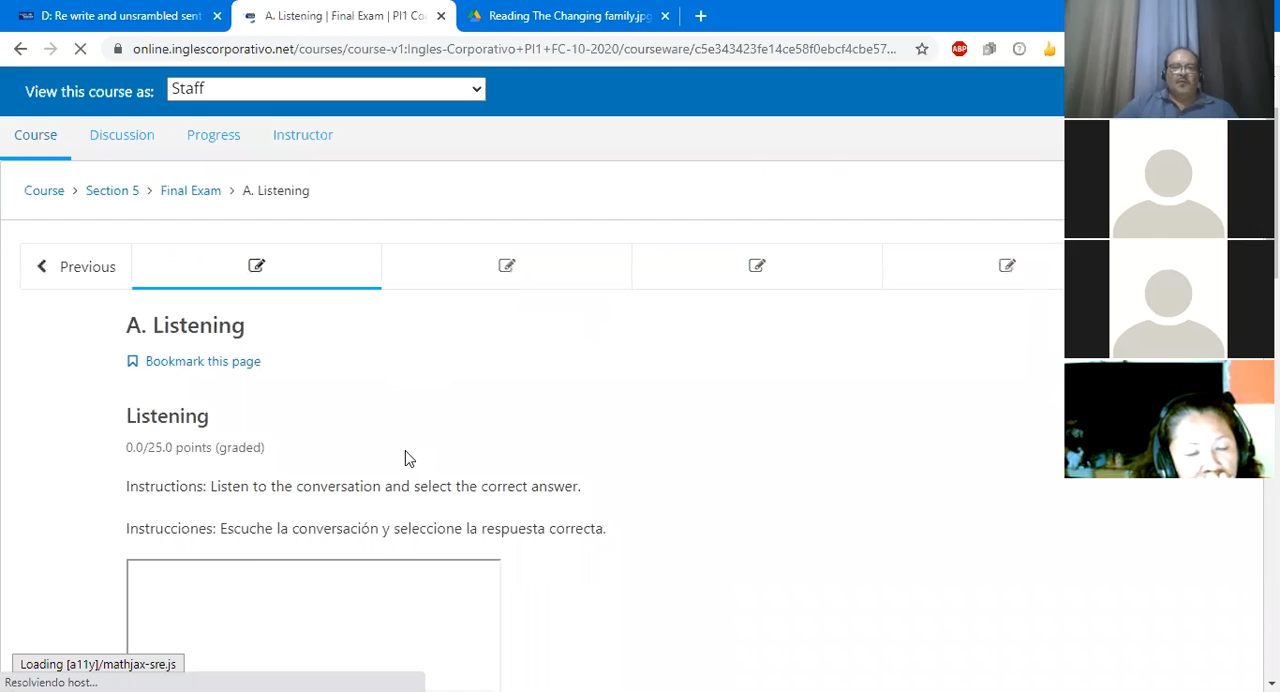 D: Re write and unsrambled sent
A. Listening | Final Exam | PI1 Co
Reading The Changing family.jpg
online.inglescorporativo.net/courses/course-v1:Ingles-Corporativo+PI1+FC-10-2020/courseware/c5e343423fe14ce58f0ebcf4cbe57...
ABP
View this course as:
Staff
Course
Discussion
Progress
Instructor
Course > Section 5 > Final Exam > A. Listening
Previous
A. Listening
Bookmark this page
Listening
0.0/25.0 points (graded)
Instructions: Listen to the conversation and select the correct answer.
Instrucciones: Escuche la conversación y seleccione la respuesta correcta.
Loading [a11y]/mathjax-sre.js
Resolviendo host...